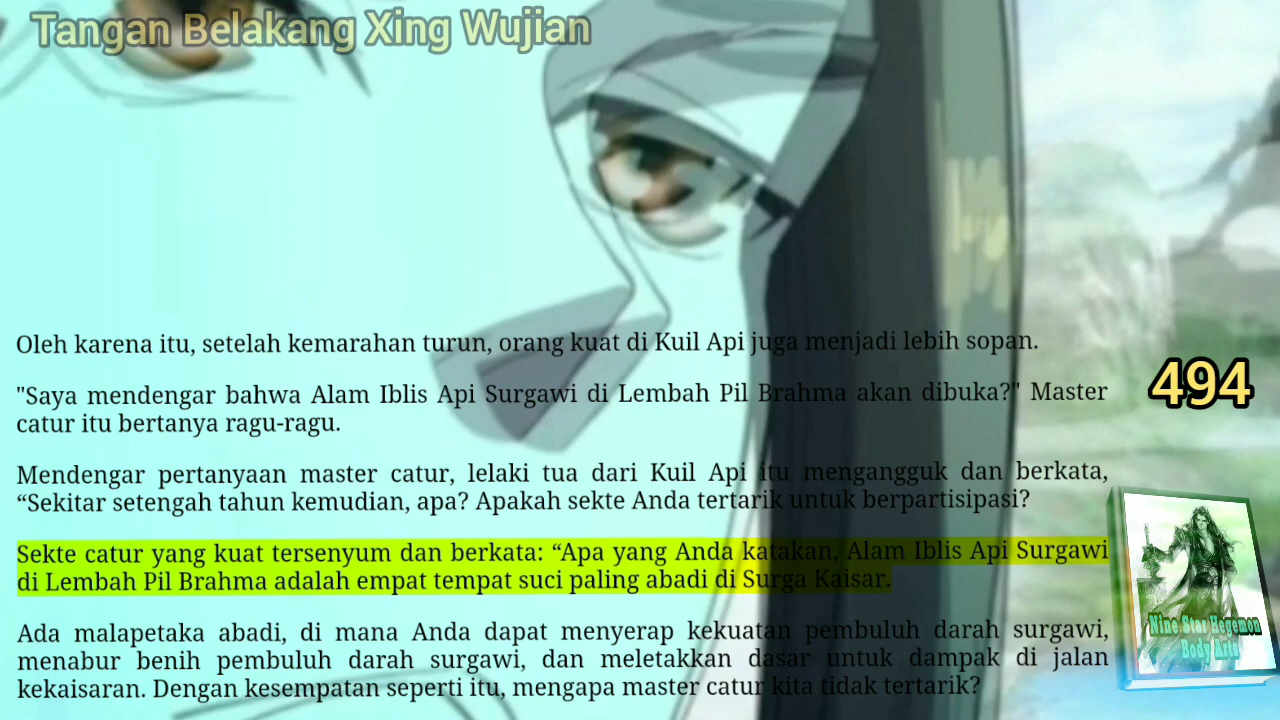 Tangan Belakang Xing Wujian
Oleh karena itu, setelah kemarahan turun, orang kuat di Kuil Api juga menjadi lebih sopan.
"Saya mendengar bahwa Alam Iblis Api Surgawi di Lembah Pil Brahma akan dibuka?" Master
catur itu bertanya ragu-ragu.
494
Mendengar pertanyaan master catur, lelaki tua dari Kuil Api itu mengangguk dan berkata,
“Sekitar setengah tahun kemudian, apa? Apakah sekte Anda tertarik untuk berpartisipasi?
Sekte catur yang kuat tersenyum dan berkata: “Apa yang Anda katakan, Alam Iblis Api Surgawi
di Lembah Pil Brahma adalah empat tempat suci paling abadi di Surga Kaisar.
Ada malapetaka abadi, di mana Anda dapat menyerap kekuatan pembuluh darah surgawi,
menabur benih pembuluh darah surgawi, dan meletakkan dasar untuk dampak di jalan
kekaisaran. Dengan kesempatan seperti itu, mengapa master catur kita tidak tertarik?
Nine Star Hegemon
Body Arts